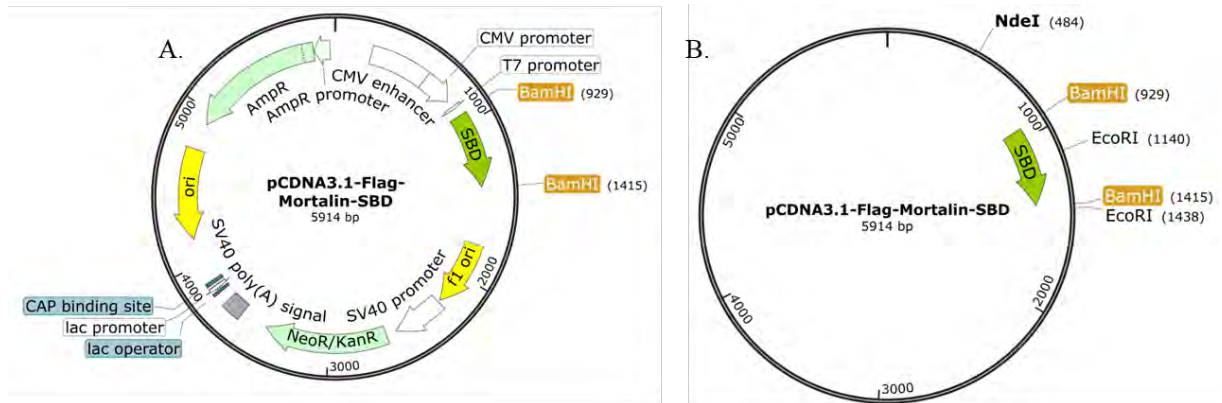 A.
CMV promoter
T7 promoter
BamHI (929)
1000
CMV enhancer
AmpR promoter
AmpR
5000
SBD
BamHI (1415)
pCDNA3.1-Flag-
Mortalin-SBD
5914 bp
ori
f1 ori
2000
SV40 promoter
SV40 poly(A) signal
4000
CAP binding site
lac promoter
lac operator
NeoR/KanR
3000
B.
NdeI (484)
BamHI (929)
1000
EcoRI (1140)
SBD
BamHI (1415)
EcoRI (1438)
pCDNA3.1-Flag-Mortalin-SBD
5914 bp
5000
4000
2000
3000